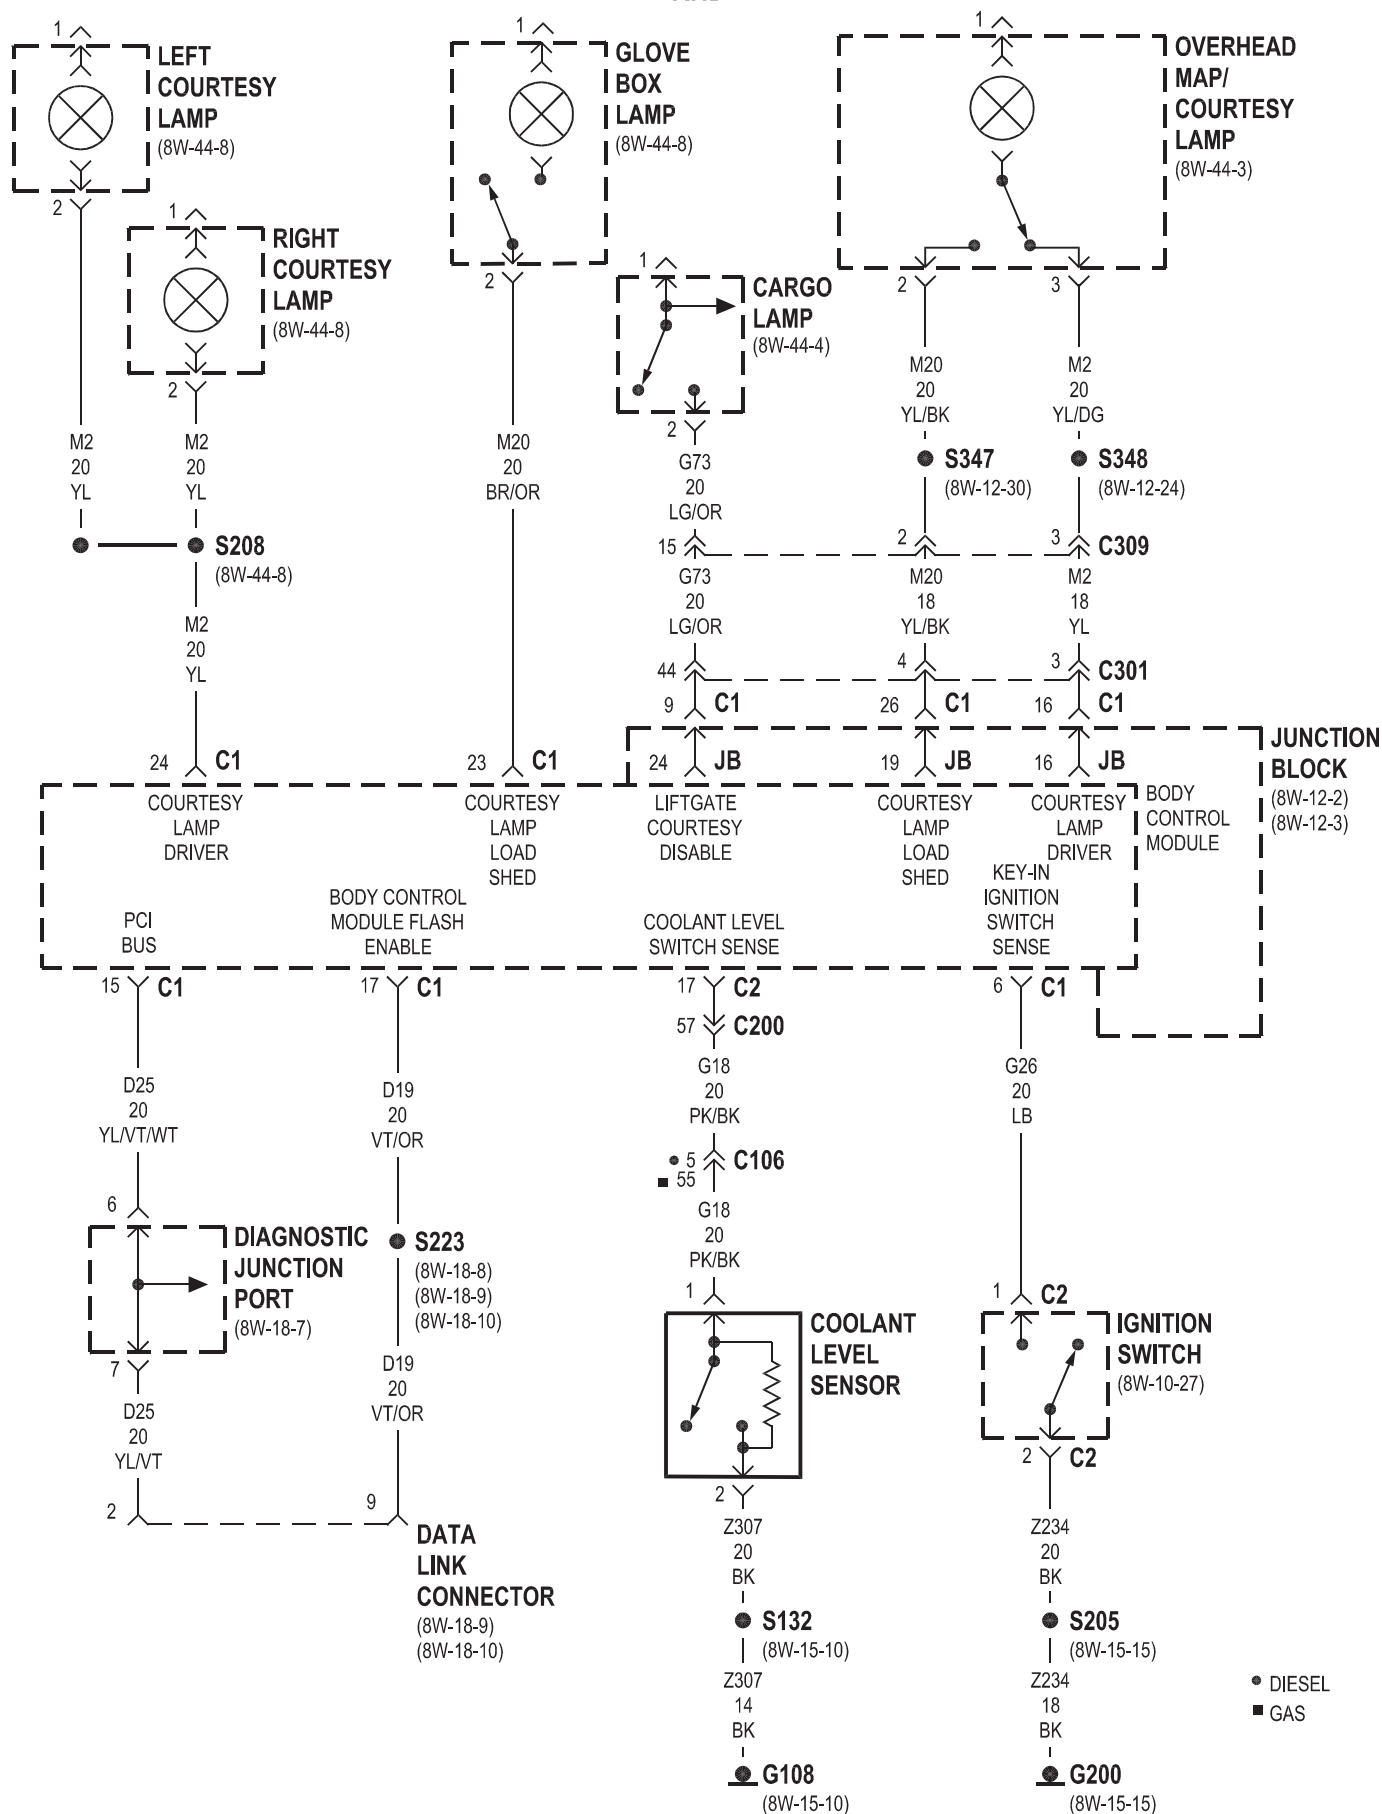 1
LEFT
COURTESY
LAMP
(8W-44-8)
2
1
RIGHT
COURTESY
LAMP
(8W-44-8)
2
1
GLOVE
BOX
LAMP
(8W-44-8)
2
1
CARGO
LAMP
(8W-44-4)
2
1
OVERHEAD
MAP/
COURTESY
LAMP
(8W-44-3)
2
3
M2
20
YL
M2
20
YL
S208
(8W-44-8)
M2
20
YL
M20
20
BR/OR
G73
20
LG/OR
M20
20
YL/BK
M2
20
YL/DG
S347
(8W-12-30)
S348
(8W-12-24)
15
2
3
C309
G73
20
LG/OR
M20
18
YL/BK
M2
18
YL
44
4
3
C301
9 C1
26 C1
16 C1
24 C1
23 C1
24 JB
19 JB
16 JB
JUNCTION
BLOCK
(8W-12-2)
(8W-12-3)
COURTESY
LAMP
DRIVER
COURTESY
LAMP
LOAD
SHED
LIFTGATE
COURTESY
DISABLE
COURTESY
LAMP
LOAD
SHED
COURTESY
LAMP
DRIVER
BODY
CONTROL
MODULE
PCI
BUS
BODY CONTROL
MODULE FLASH
ENABLE
COOLANT LEVEL
SWITCH SENSE
KEY-IN
IGNITION
SWITCH
SENSE
15 C1
17 C1
17 C2
6 C1
57 C200
D25
20
YL/VT/WT
D19
20
VT/OR
G18
20
PK/BK
G26
20
LB
5 C106
55
G18
20
PK/BK
6
DIAGNOSTIC
JUNCTION
PORT
(8W-18-7)
7
S223
(8W-18-8)
(8W-18-9)
(8W-18-10)
D25
20
YL/VT
D19
20
VT/OR
2
9
DATA
LINK
CONNECTOR
(8W-18-9)
(8W-18-10)
1
COOLANT
LEVEL
SENSOR
2
1 C2
IGNITION
SWITCH
(8W-10-27)
2 C2
Z307
20
BK
S132
(8W-15-10)
Z307
14
BK
G108
(8W-15-10)
Z234
20
BK
S205
(8W-15-15)
Z234
18
BK
G200
(8W-15-15)
DIESEL
GAS